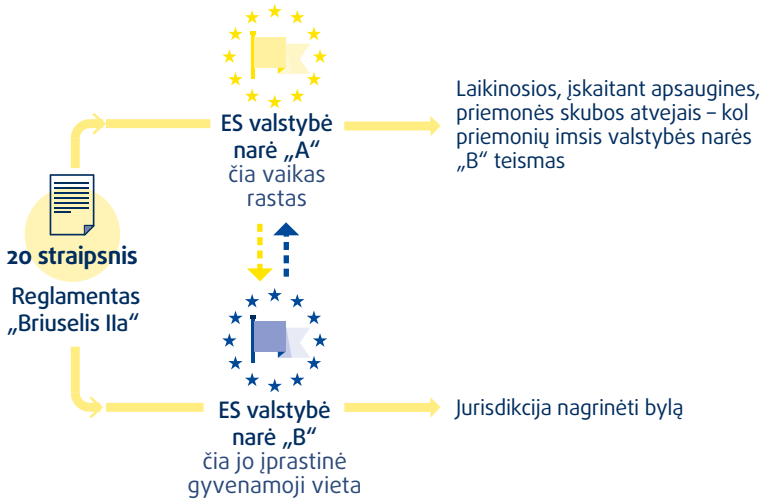 20 straipsnis
Reglamentas
„Briuselis IIa“
ES valstybė
narė „A“
čia vaikas
rastas
Laikinosios, įskaitant apsaugines,
priemonės skubos atvejais – kol
priemonių imsis valstybės narės
„B“ teismas
ES valstybė
narė „B“
čia jo įprastinė
gyvenamoji vieta
Jurisdikcija nagrinėti bylą